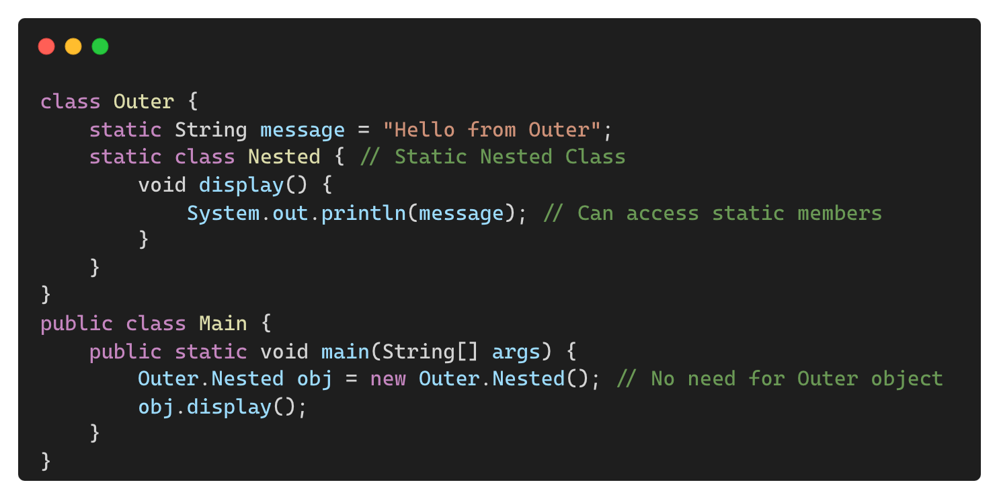 class Outer {
    static String message = "Hello from Outer";
    static class Nested { // Static Nested Class
        void display() {
            System.out.println(message); // Can access static members
        }
    }
}
public class Main {
    public static void main(String[] args) {
        Outer.Nested obj = new Outer.Nested(); // No need for Outer object
        obj.display();
    }
}